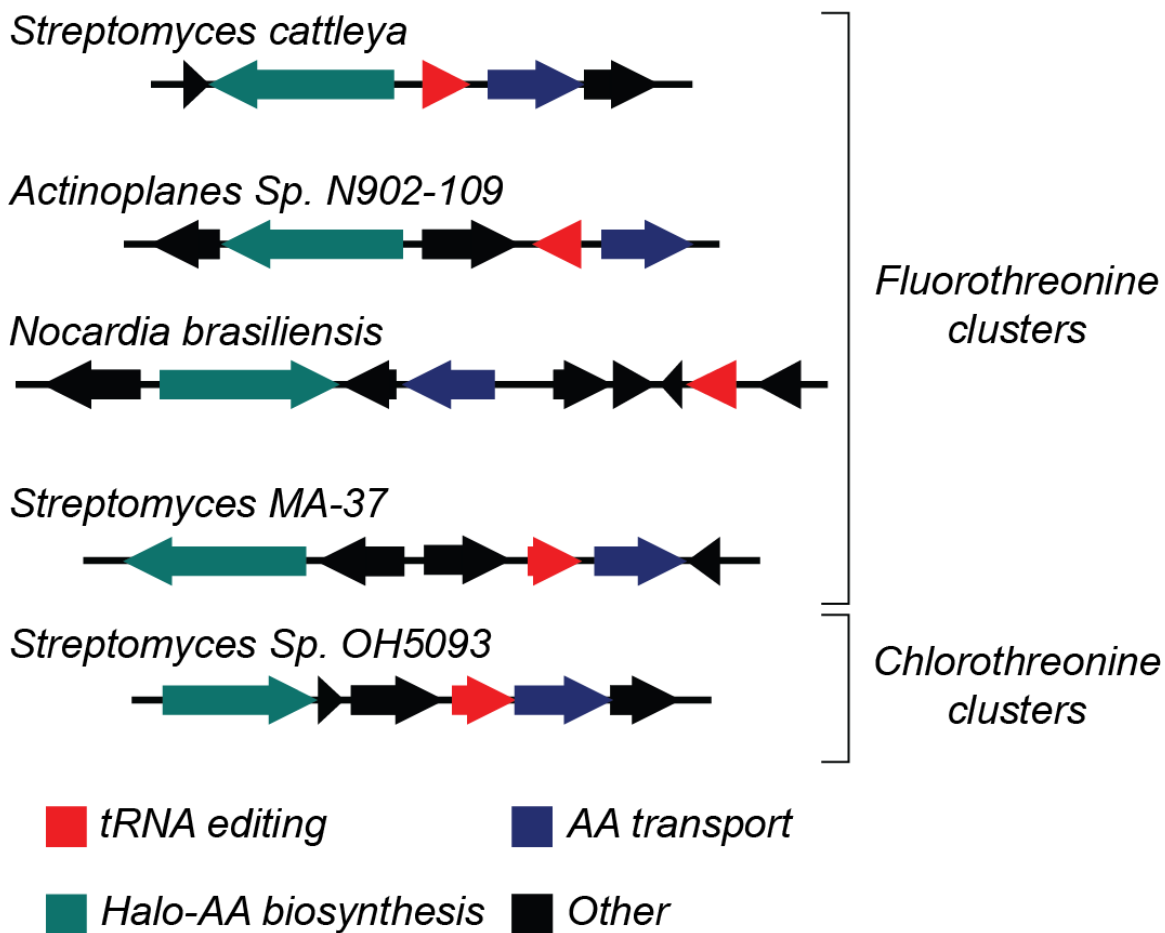 Streptomyces cattleya
Actinoplanes Sp. N902-109
Nocardia brasiliensis
Fluorothreonine
clusters
Streptomyces MA-37
Streptomyces Sp. OH5093
Chlorothreonine
clusters
tRNA editing
AA transport
Halo-AA biosynthesis
Other